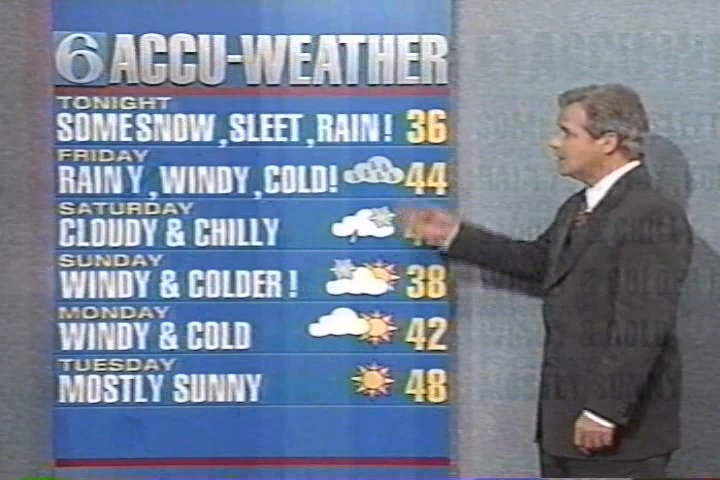 6 ACCU-WEATHER
TONIGHT
SOME SNOW, SLEET, RAIN! 36
FRIDAY
RAINY, WINDY, COLD! 44
SATURDAY
CLOUDY & CHILLY
SUNDAY
WINDY & COLDER! 38
MONDAY
WINDY & COLD 42
TUESDAY
MOSTLY SUNNY 48